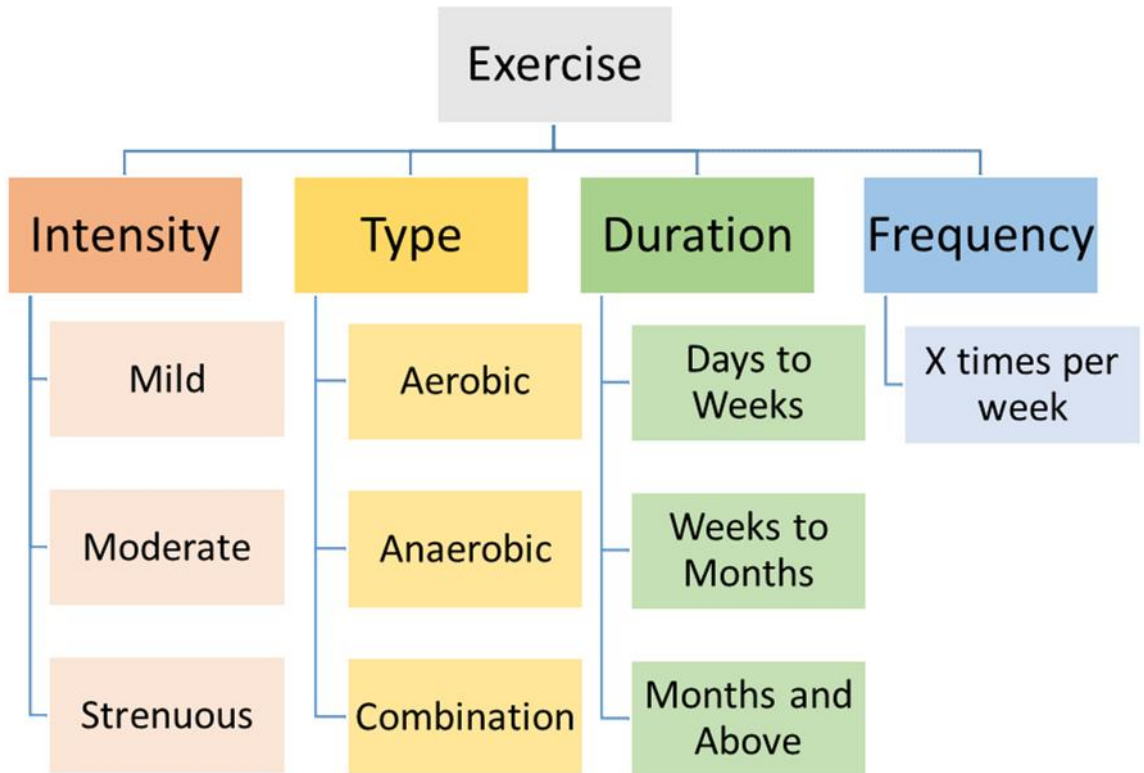 Exercise
Intensity
Type
Duration
Frequency
Mild
Moderate
Strenuous
Aerobic
Anaerobic
Combination
Days to
Weeks
Weeks to
Months
Months and
Above
X times per
week